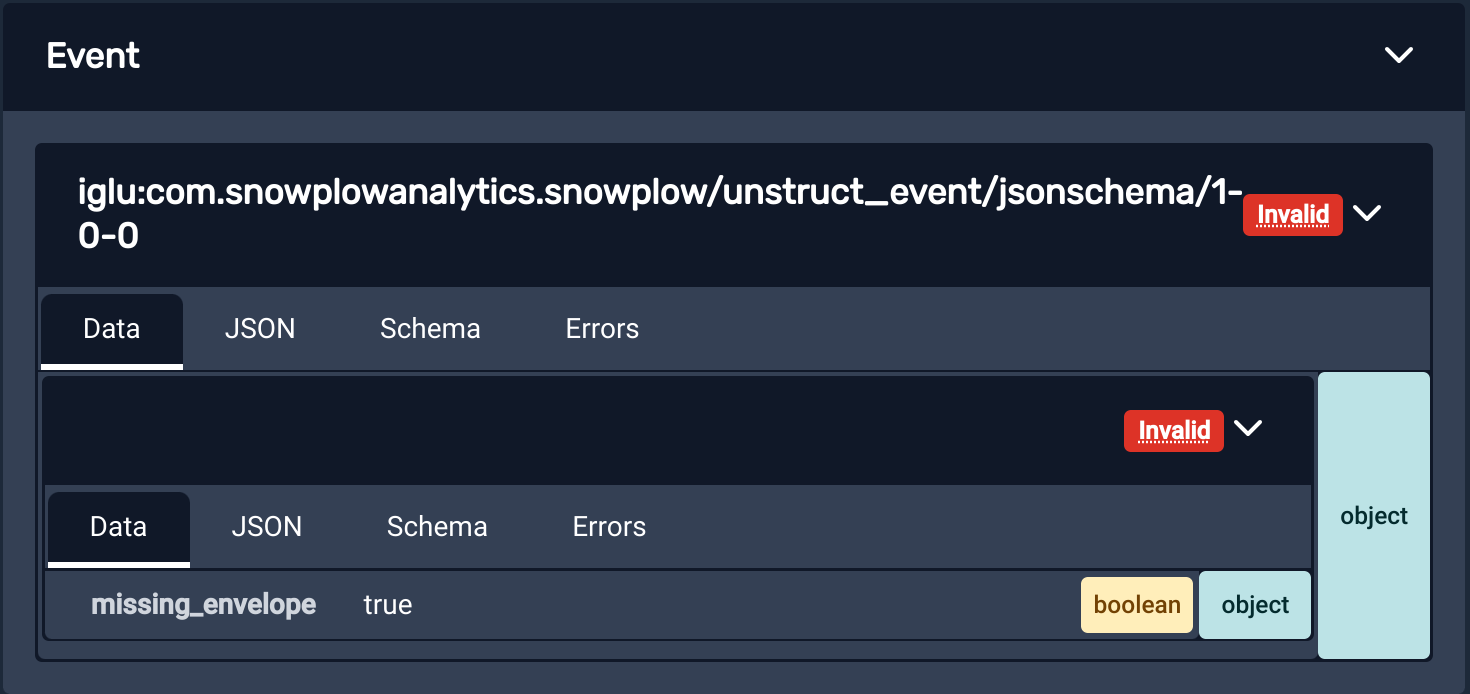 Event
iglu:com.snowplowanalytics.snowplow/unstruct_event/jsonschema/1-
0-0
Invalid
Data JSON Schema Errors
Invalid
Data JSON Schema Errors
object
missing_envelope true boolean object